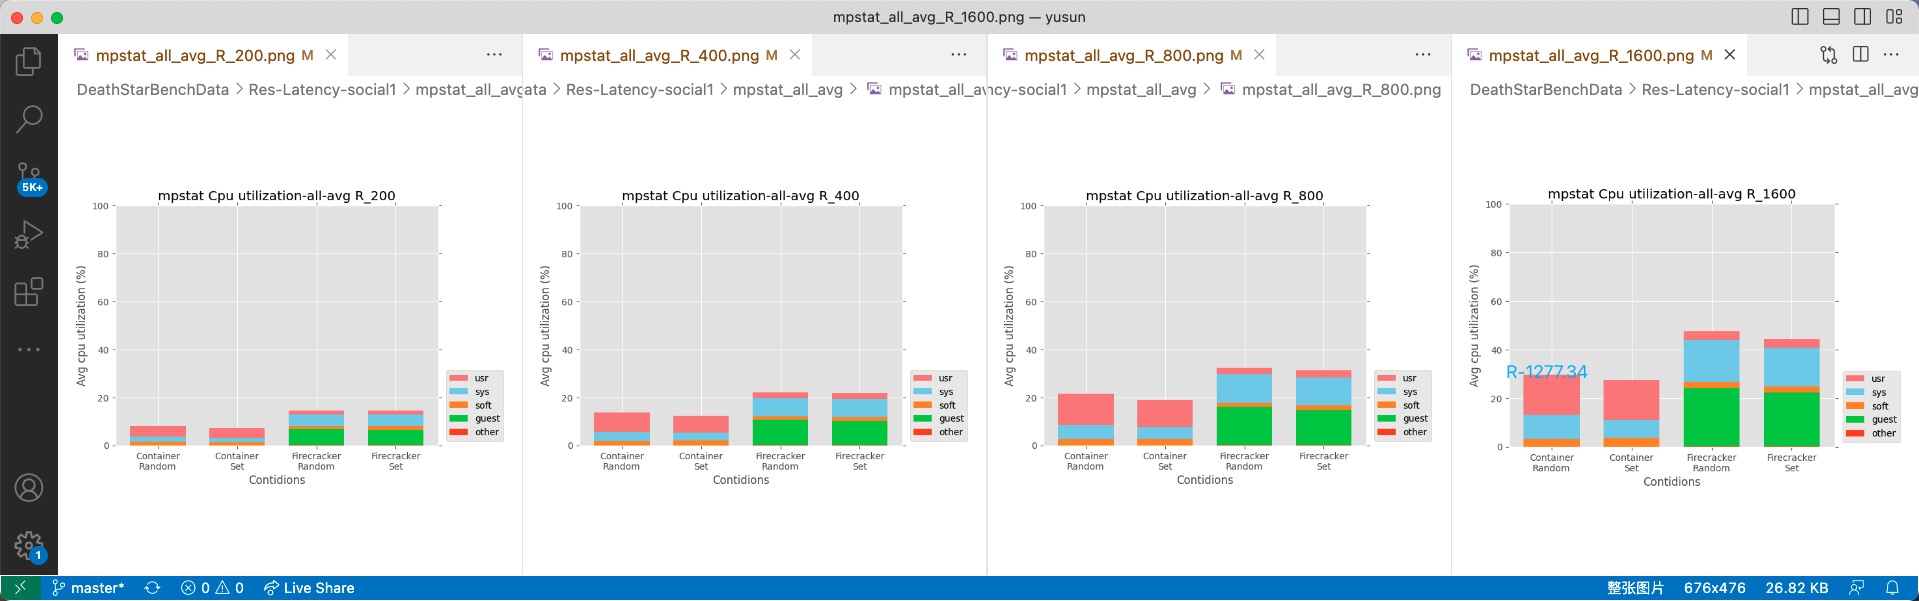 mpstat_all_avg_R_1600.png — yusun
mpstat_all_avg_R_200.png M
mpstat_all_avg_R_400.png M
mpstat_all_avg_R_800.png M
mpstat_all_avg_R_1600.png M
DeathStarBenchData > Res-Latency-social1 > mpstat_all_avg
ata > Res-Latency-social1 > mpstat_all_avg > mpstat_all_av
ncy-social1 > mpstat_all_avg > mpstat_all_avg_R_800.png
DeathStarBenchData > Res-Latency-social1 > mpstat_all_avg
5K+
1
mpstat Cpu utilization-all-avg R_200
100
80
60
40
20
0
Avg cpu utilization (%)
Container Random
Container Set
Firecracker Random
Firecracker Set
Contidions
usr
sys
soft
guest
other
mpstat Cpu utilization-all-avg R_400
100
80
60
40
20
0
Avg cpu utilization (%)
Container Random
Container Set
Firecracker Random
Firecracker Set
Contidions
usr
sys
soft
guest
other
mpstat Cpu utilization-all-avg R_800
100
80
60
40
20
0
Avg cpu utilization (%)
Container Random
Container Set
Firecracker Random
Firecracker Set
Contidions
usr
sys
soft
guest
other
mpstat Cpu utilization-all-avg R_1600
100
80
60
40
20
0
Avg cpu utilization (%)
R-1277.34
Container Random
Container Set
Firecracker Random
Firecracker Set
Contidions
usr
sys
soft
guest
other
master* 0 0 Live Share 整张图片 676x476 26.82 KB